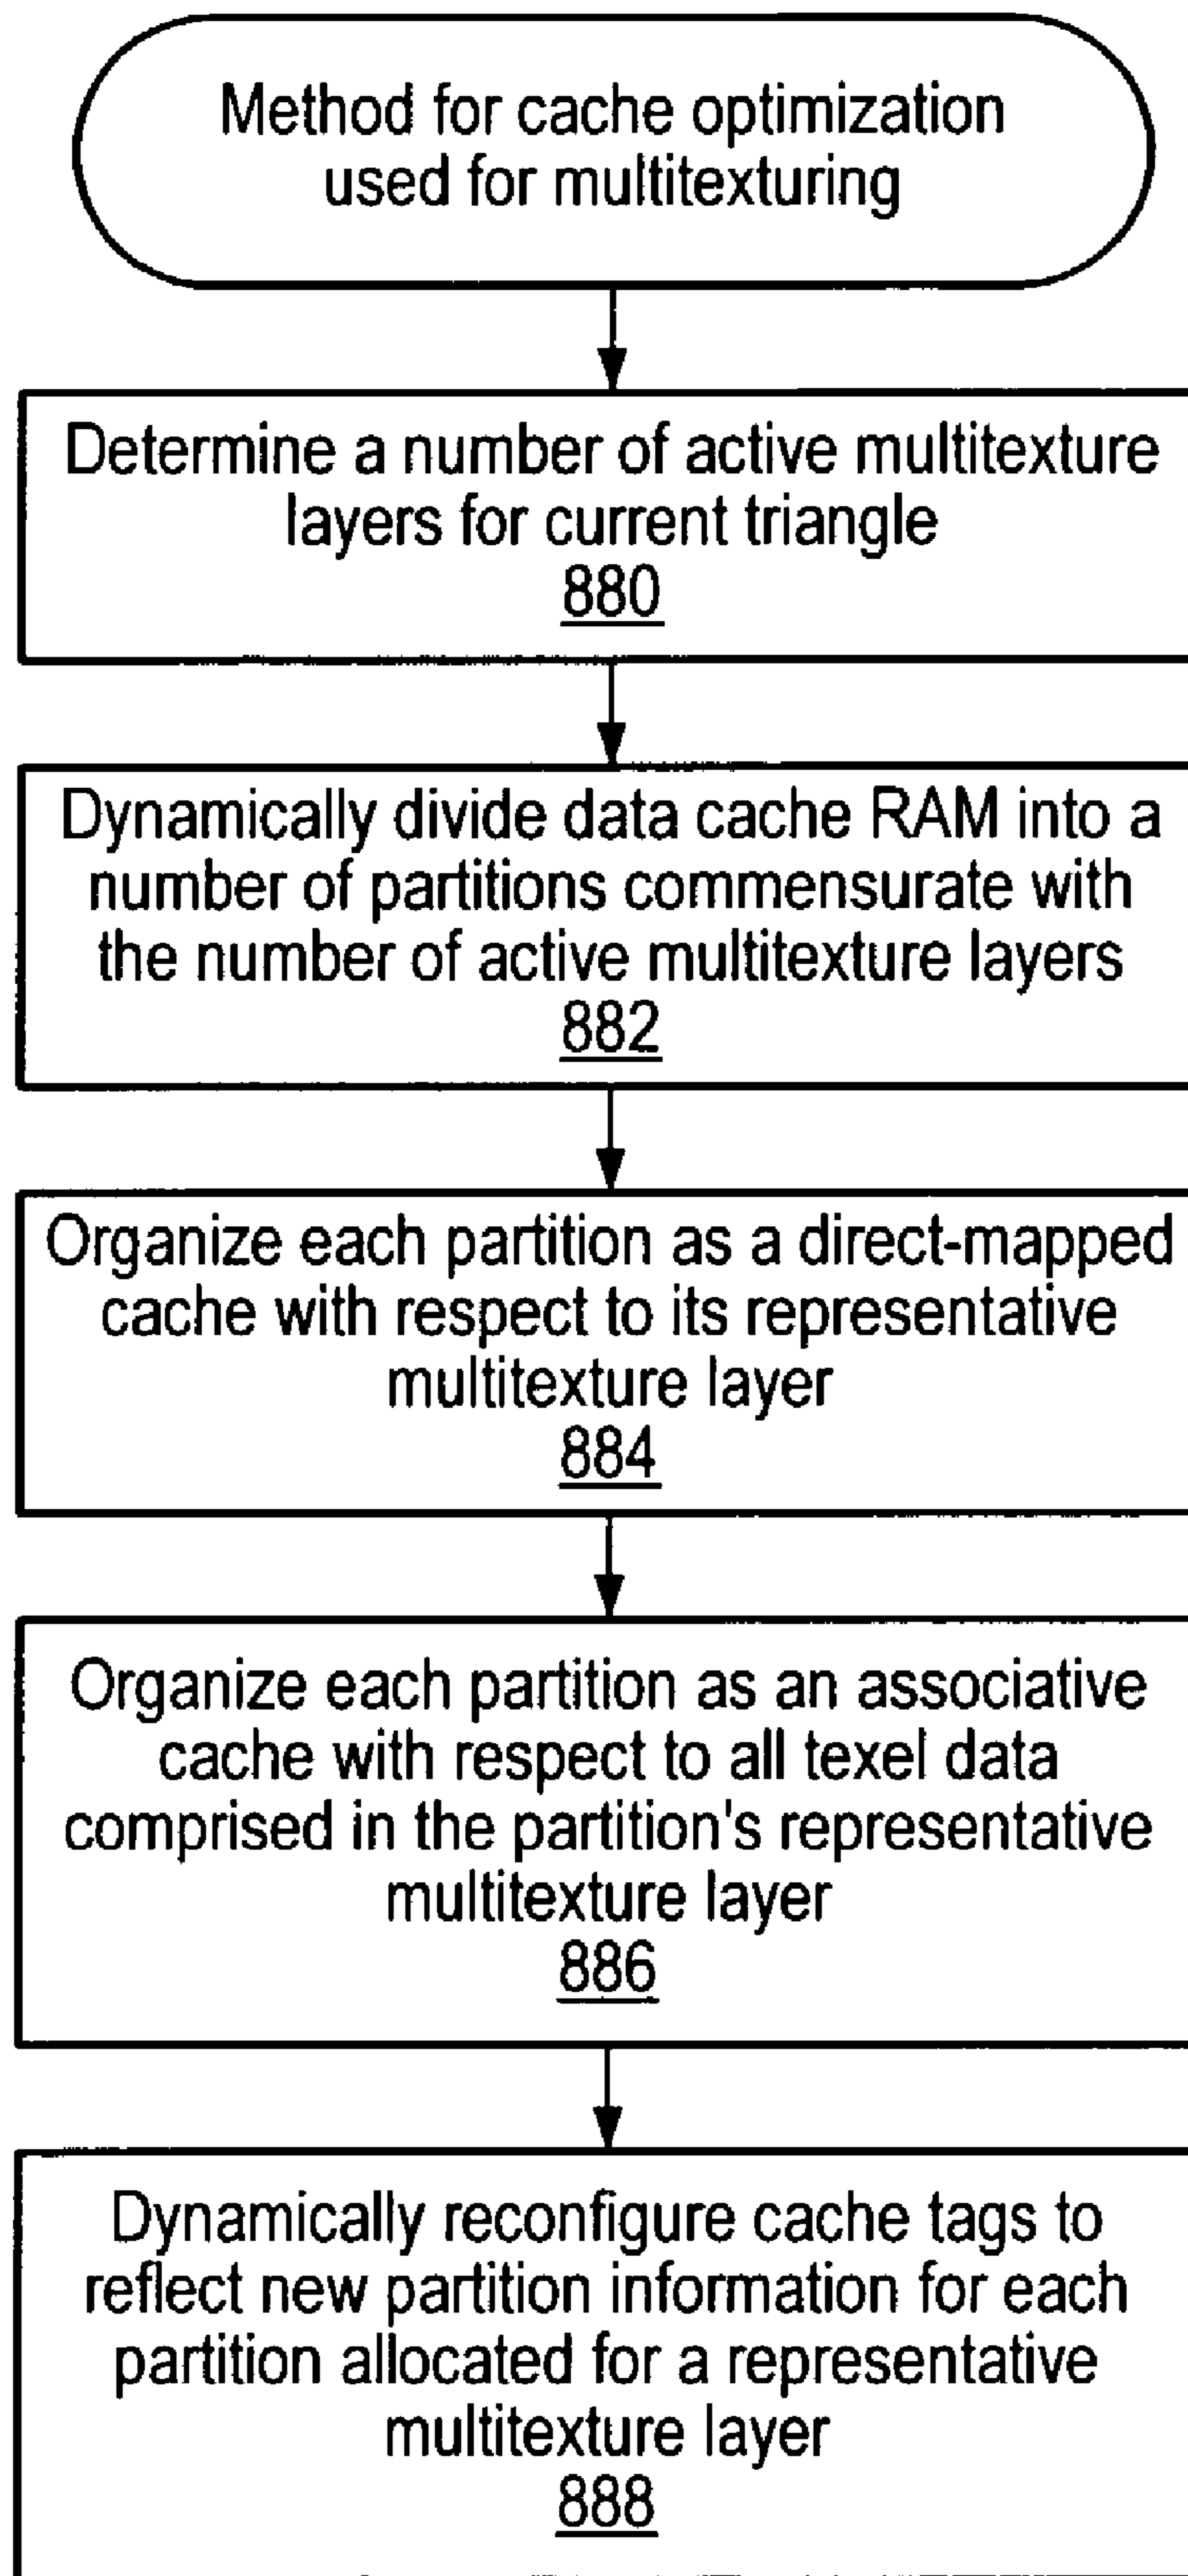 Method for cache optimization
used for multitexturing
Determine a number of active multitexture
layers for current triangle
880
Dynamically divide data cache RAM into a
number of partitions commensurate with
the number of active multitexture layers
882
Organize each partition as a direct-mapped
cache with respect to its representative
multitexture layer
884
Organize each partition as an associative
cache with respect to all texel data
comprised in the partition's representative
multitexture layer
886
Dynamically reconfigure cache tags to
reflect new partition information for each
partition allocated for a representative
multitexture layer
888